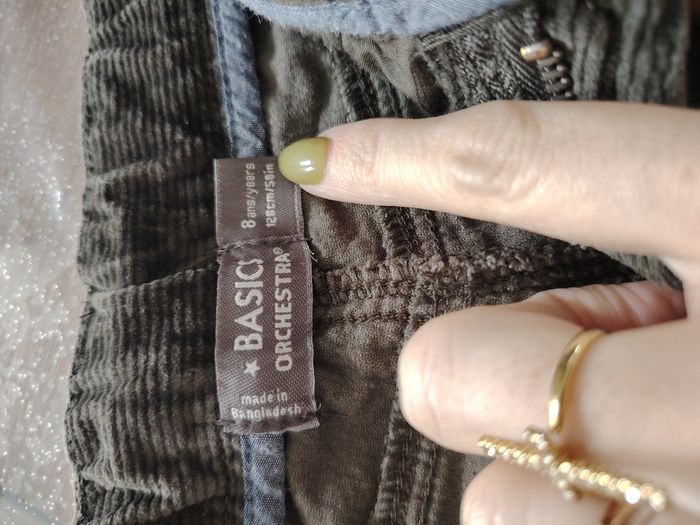 8 ans/years
128cm/50in
★ BASICS
ORCHESTRA®
made in
Bangladesh